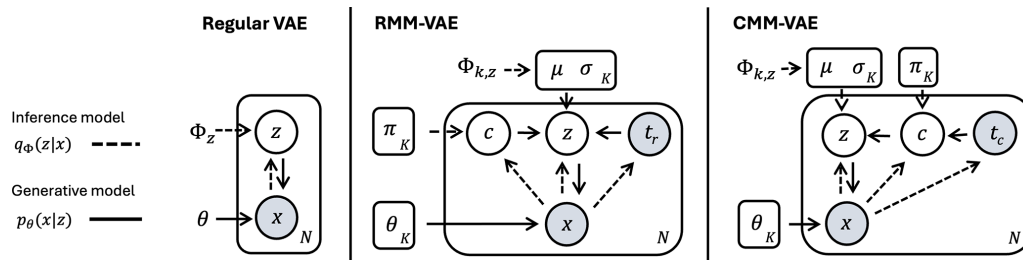 Regular VAE
RMM-VAE
CMM-VAE
Inference model
q_Φ(z|x)
Generative model
p_θ(x|z)
Φ_z
z
θ
x
N
Φ_{k,z}
μ σ_K
π_K
c
z
t_r
θ_K
x
N
Φ_{k,z}
μ σ_K
π_K
z
c
t_c
θ_K
x
N